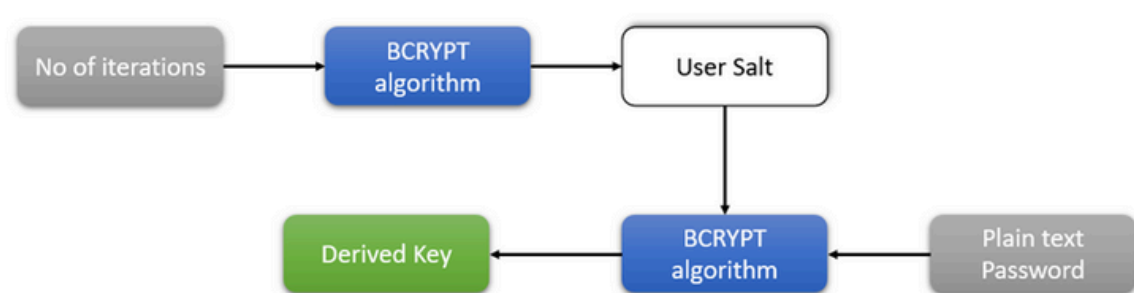 No of iterations
BCRYPT
algorithm
User Salt
Derived Key
BCRYPT
algorithm
Plain text
Password